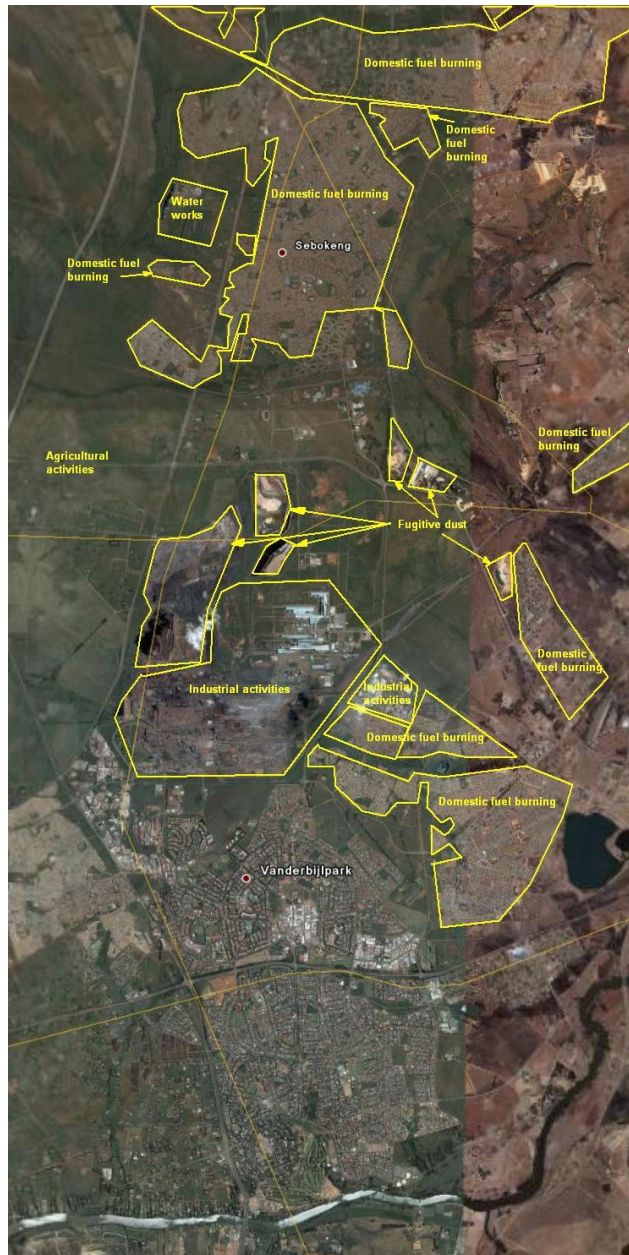 Domestic fuel burning
Domestic
fuel
burning
Water
works
Domestic fuel burning
Sebokeng
Domestic fuel
burning
Domestic fuel
burning
Agricultural
activities
Fugitive dust
Domestic
fuel burning
Industrial activities
Industrial
activities
Domestic fuel burning
Domestic fuel burning
Vanderbijlpark